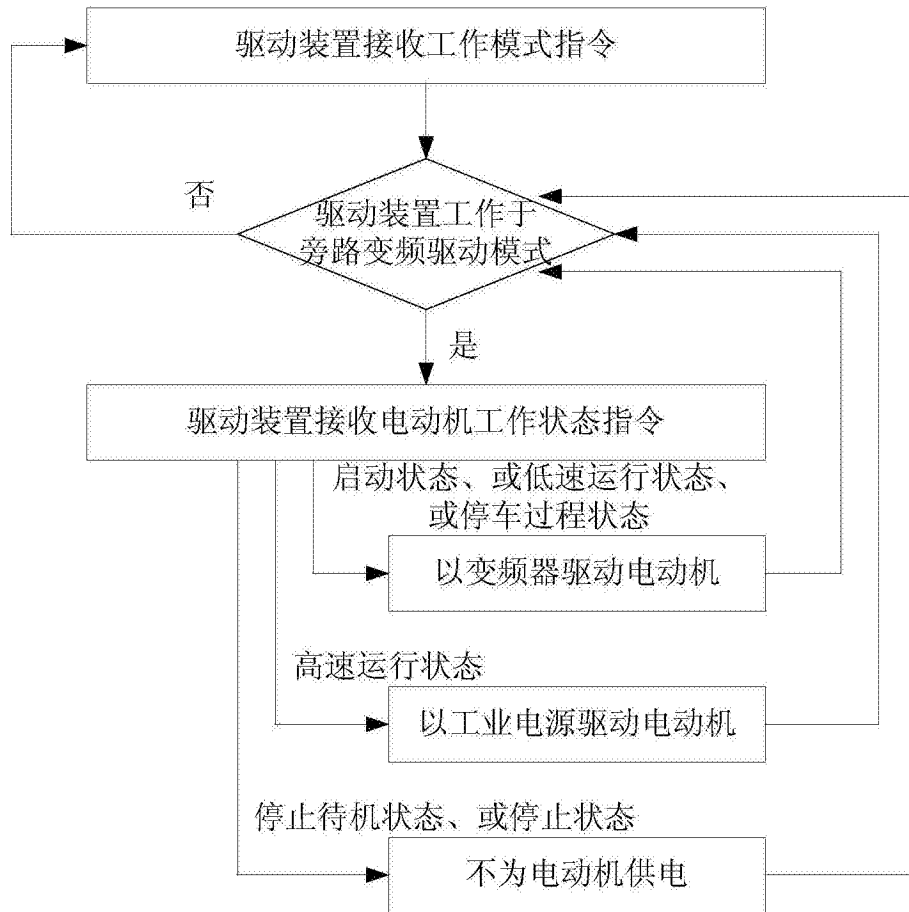 驱动装置接收工作模式指令
否
驱动装置工作于
旁路变频驱动模式
是
驱动装置接收电动机工作状态指令
启动状态、或低速运行状态、
或停车过程状态
以变频器驱动电动机
高速运行状态
以工业电源驱动电动机
停止待机状态、或停止状态
不为电动机供电